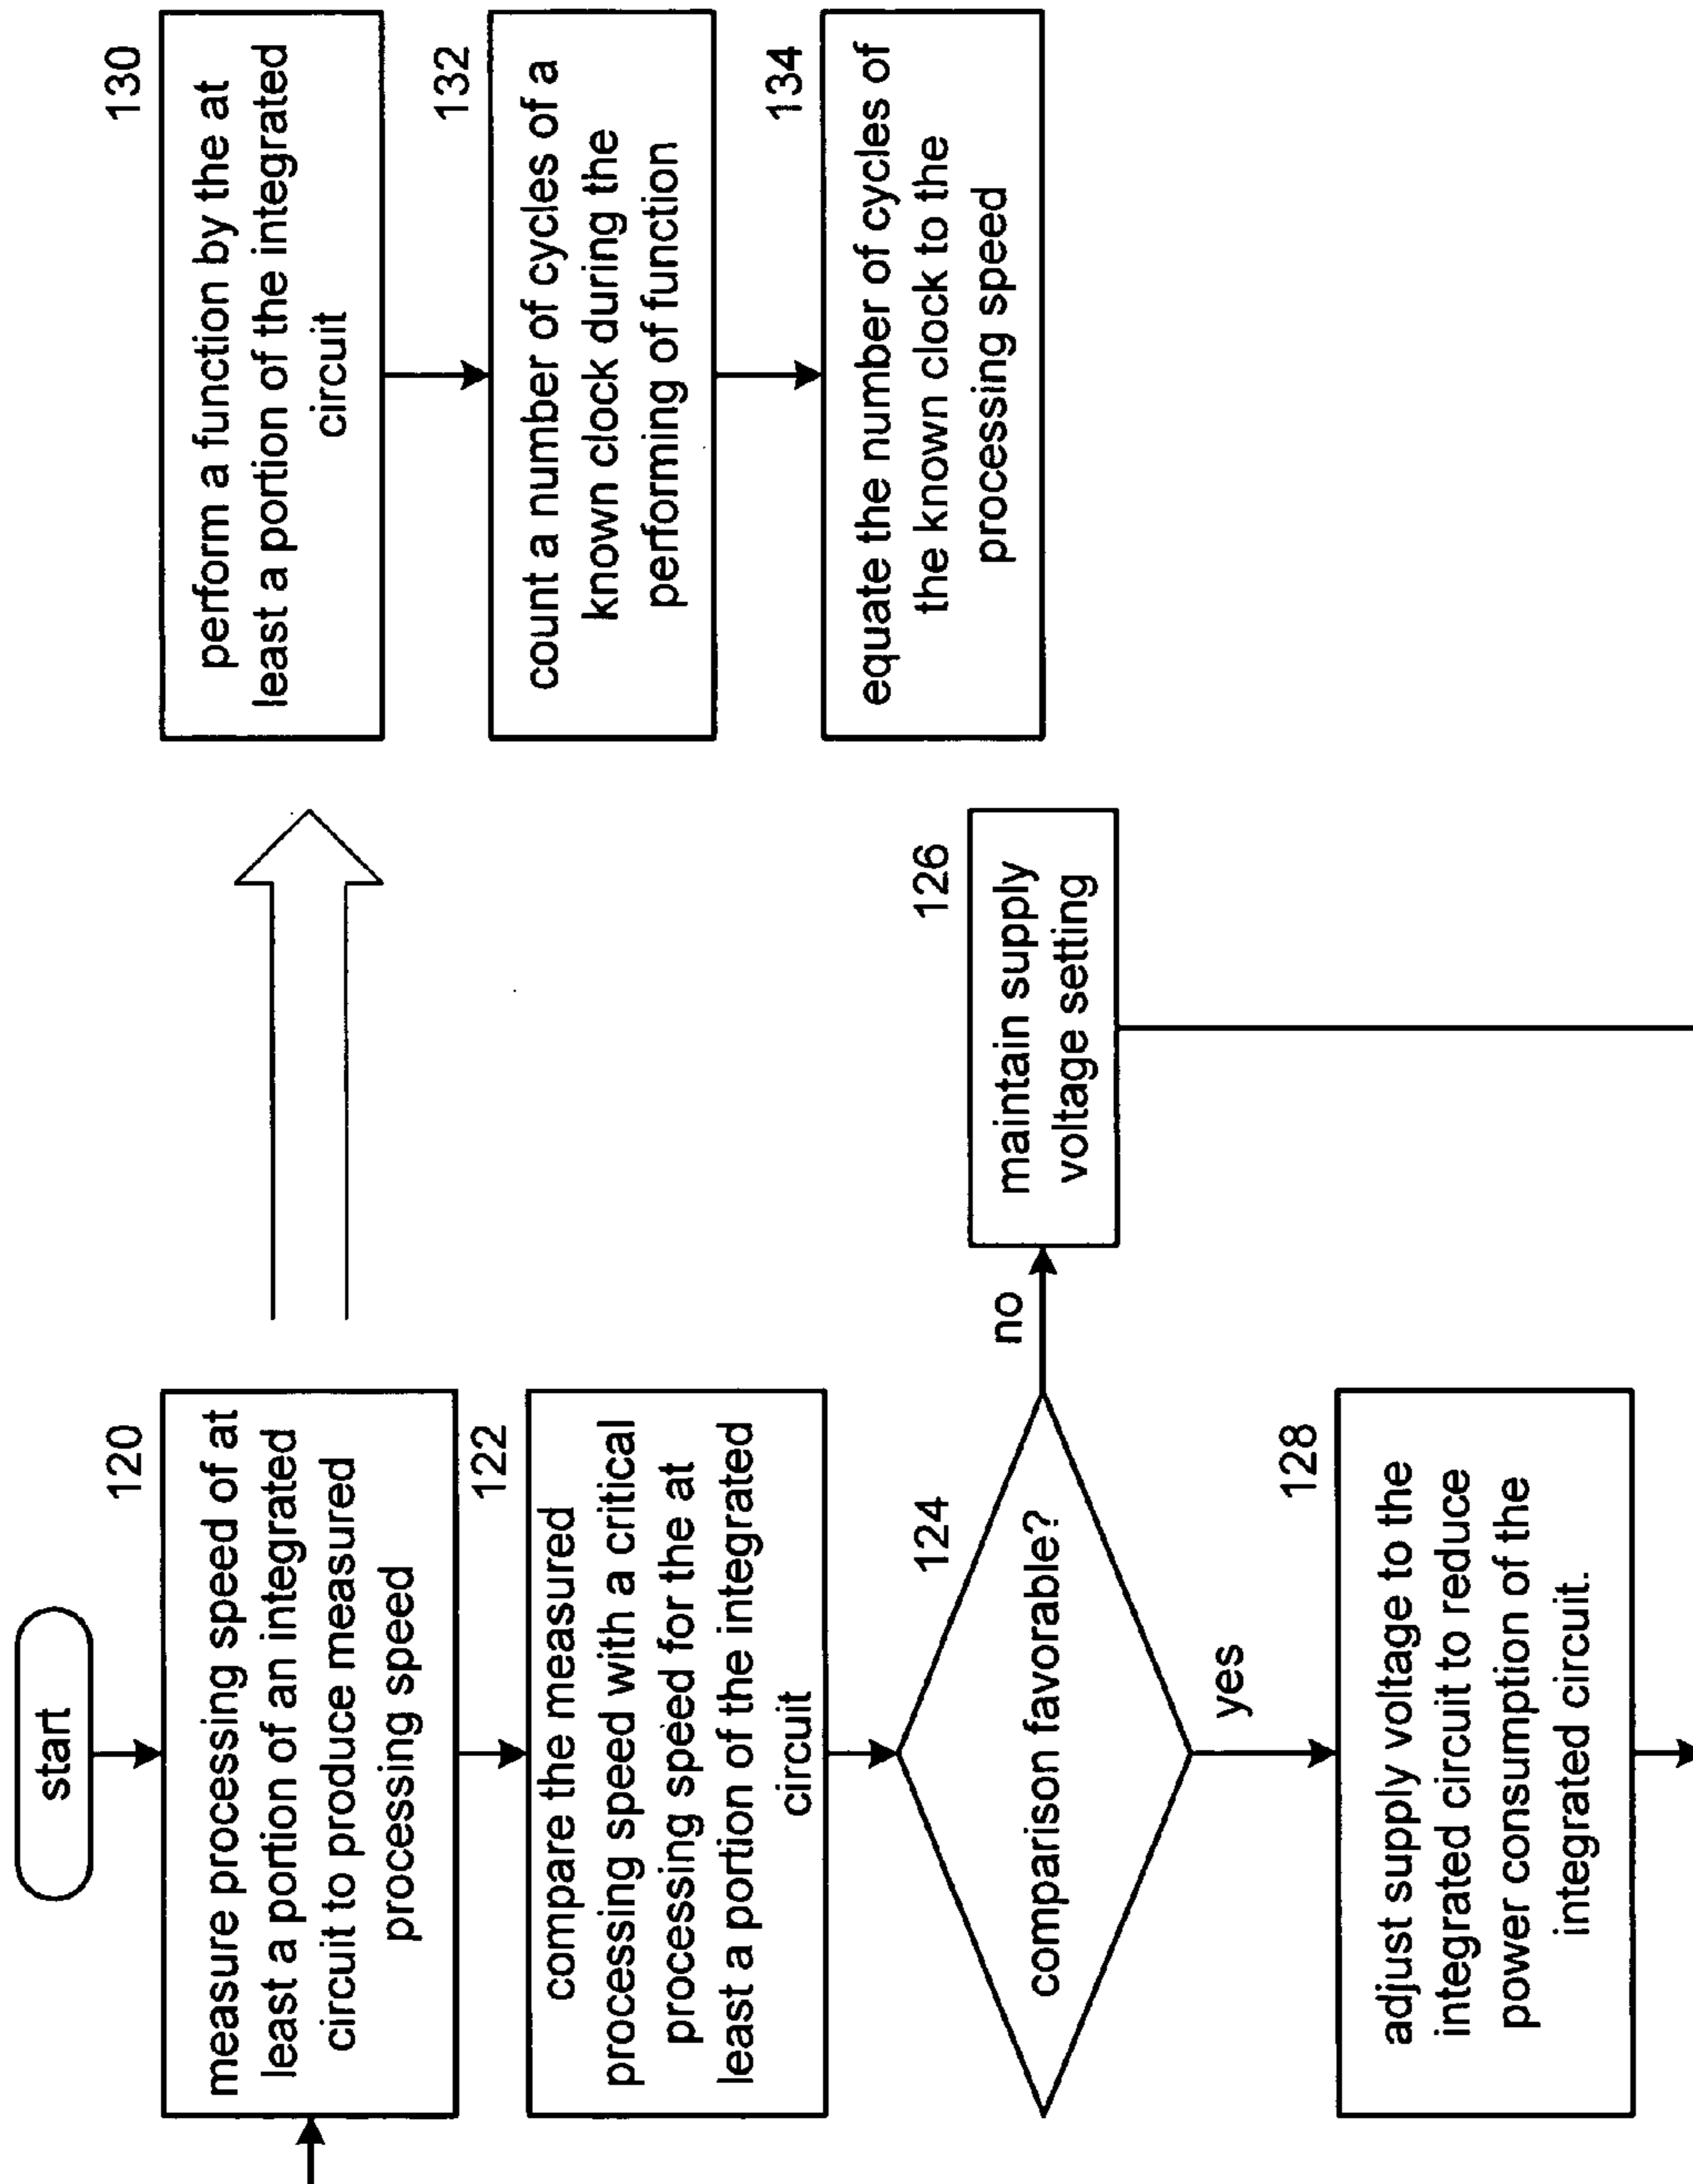 start
120
measure processing speed of at
least a portion of an integrated
circuit to produce measured
processing speed
122
compare the measured
processing speed with a critical
processing speed for the at
least a portion of the integrated
circuit
124
comparison favorable?
no
126
maintain supply
voltage setting
yes
128
adjust supply voltage to the
integrated circuit to reduce
power consumption of the
integrated circuit.
130
perform a function by the at
least a portion of the integrated
circuit
132
count a number of cycles of a
known clock during the
performing of function
134
equate the number of cycles of
the known clock to the
processing speed